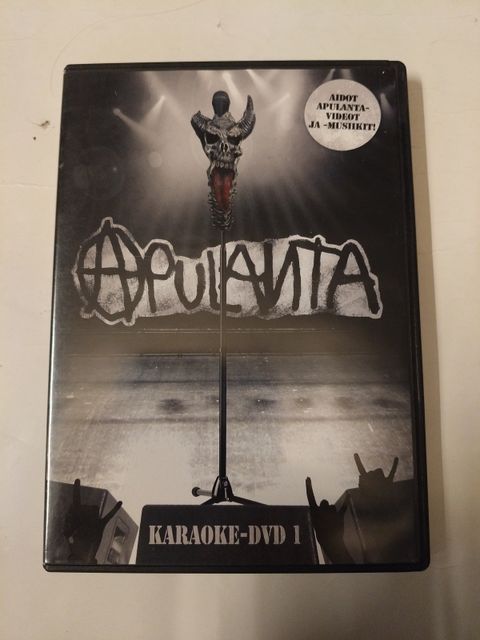 AIDOT
APULANTA-
VIDEOT
JA -MUSIIKIT!
APULANTA
KARAOKE-DVD 1